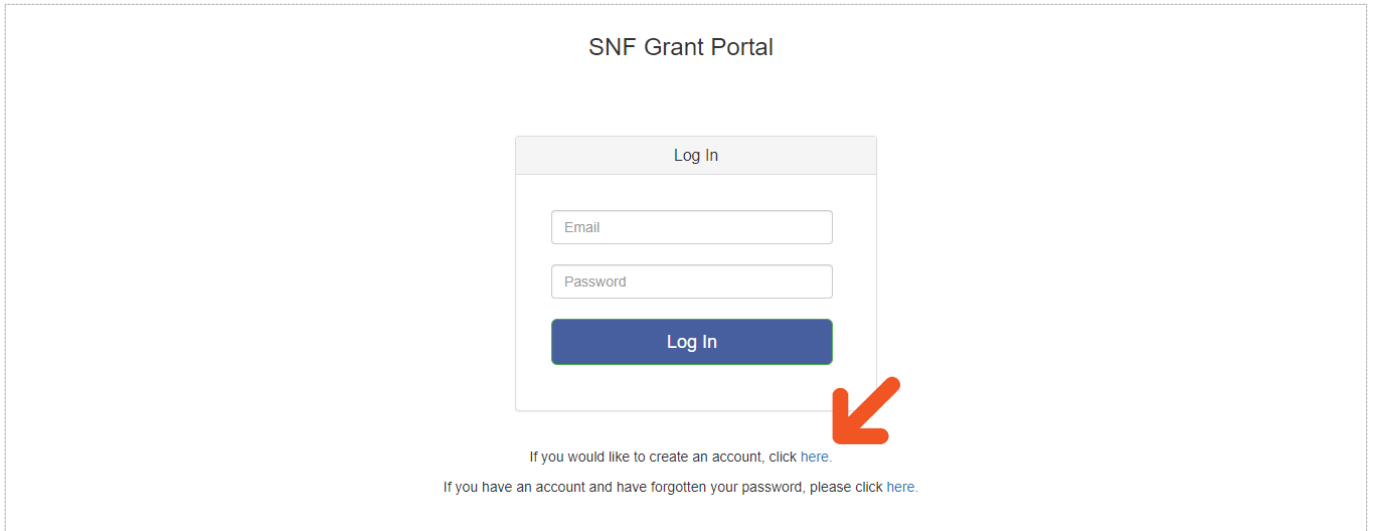 SNF Grant Portal
Log In
Email
Password
Log In
If you would like to create an account, click here.
If you have an account and have forgotten your password, please click here.